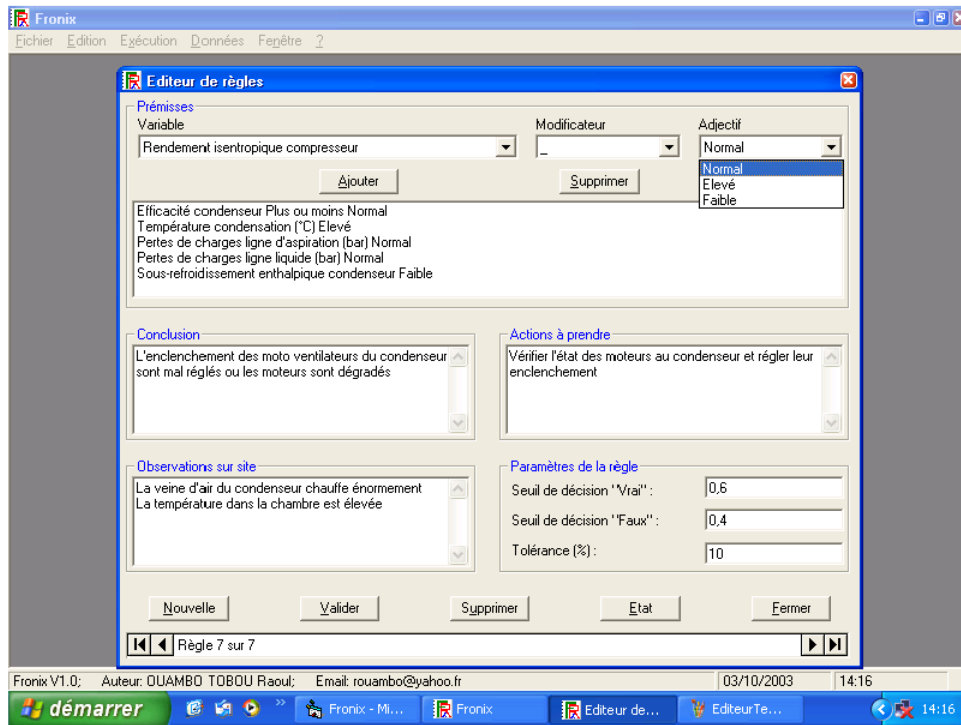 Fronix
Fichier Edition Exécution Données Fenêtre ?
Editeur de règles
Prémisses
Variable Modificateur Adjectif
Rendement isentropique compresseur _ Normal
Ajouter Supprimer
Normal
Elevé
Faible
Efficacité condenseur Plus ou moins Normal
Température condensation (°C) Elevé
Pertes de charges ligne d'aspiration (bar) Normal
Pertes de charges ligne liquide (bar) Normal
Sous-refroidissement enthalpique condenseur Faible
Conclusion
L'enclenchement des moto ventilateurs du condenseur
sont mal réglés ou les moteurs sont dégradés
Actions à prendre
Vérifier l'état des moteurs au condenseur et régler leur
enclenchement
Observations sur site
La veine d'air du condenseur chauffe énormement
La température dans la chambre est élevée
Paramètres de la règle
Seuil de décision "Vrai" : 0,6
Seuil de décision "Faux" : 0,4
Tolérance (%) : 10
Nouvelle Valider Supprimer Etat Fermer
Règle 7 sur 7
Fronix V1.0; Auteur: OUAMBO TOBOU Raoul; Email: rouambo@yahoo.fr 03/10/2003 14:16
démarrer » Fronix - Mi... Fronix Editeur de... EditeurTe... 14:16